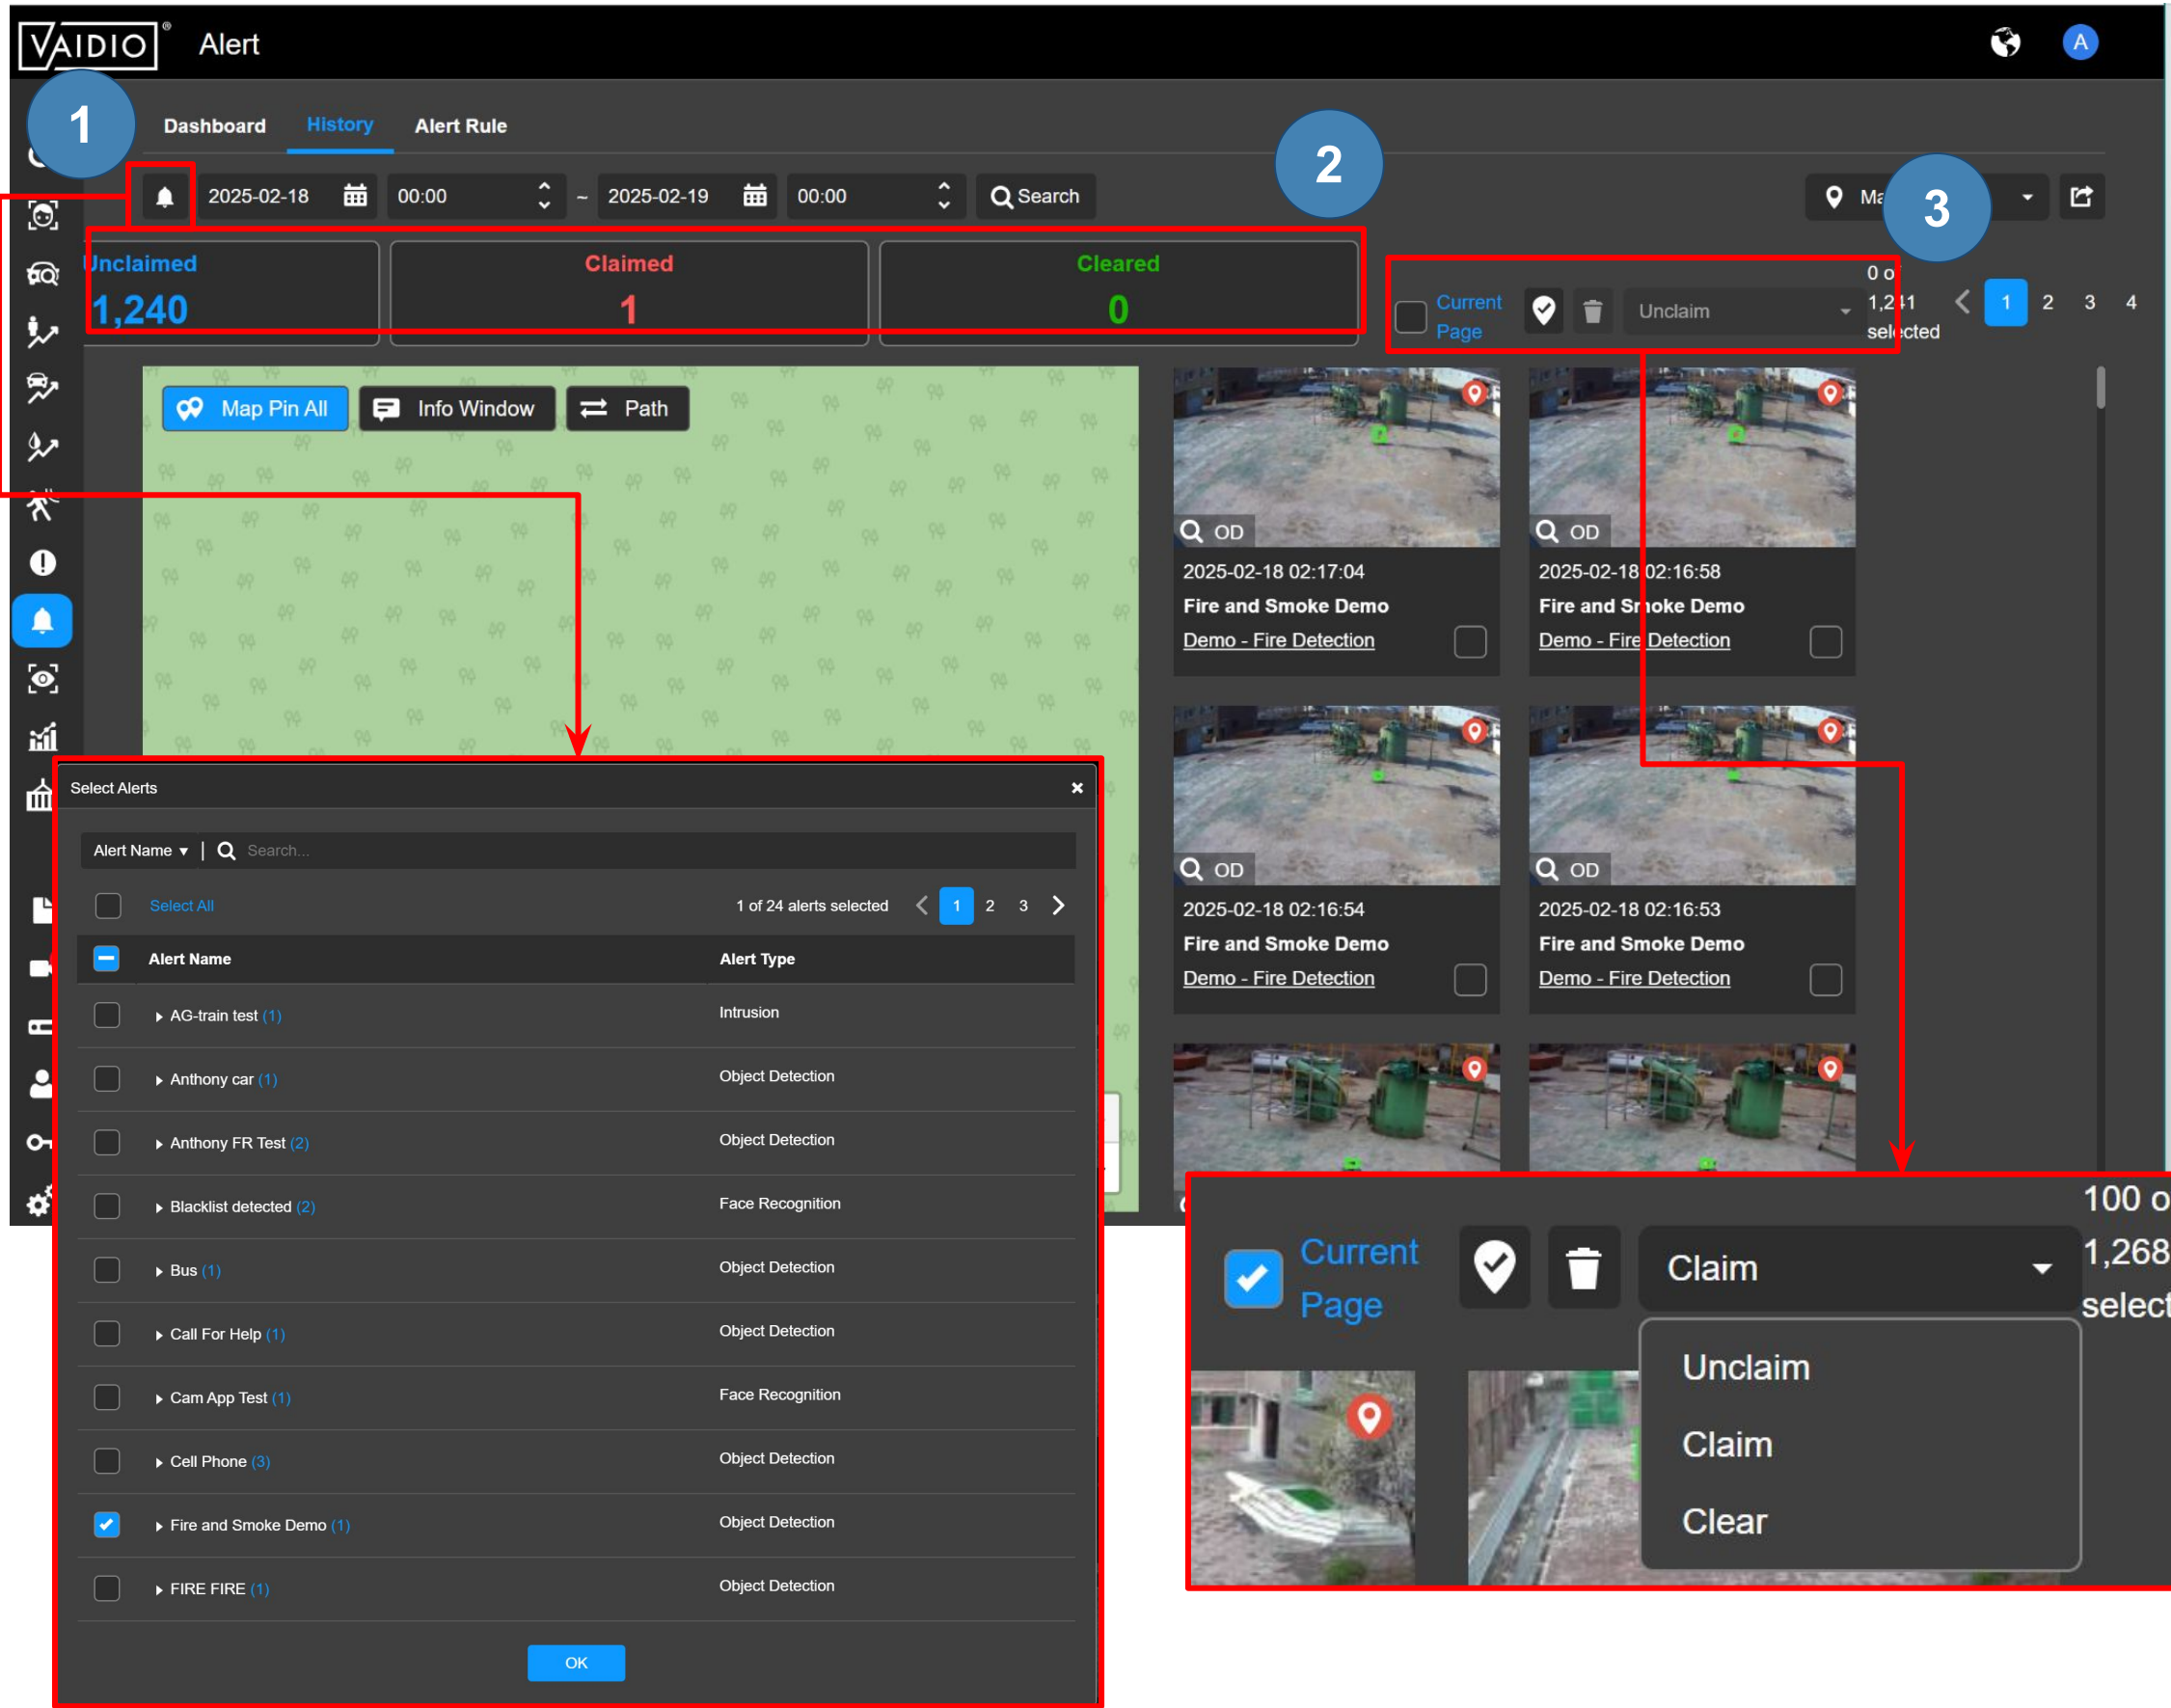 VAIDIO® Alert
A
1
Dashboard History Alert Rule
2
2025-02-18 00:00 ~ 2025-02-19 00:00 Search
3
Unclaimed
1,240
Claimed
1
Cleared
0
Current
Page
Unclaim
0 of
1,241
selected
1 2 3 4
Map Pin All Info Window Path
OD
2025-02-18 02:17:04
Fire and Smoke Demo
Demo - Fire Detection
OD
2025-02-18 02:16:58
Fire and Smoke Demo
Demo - Fire Detection
OD
2025-02-18 02:16:54
Fire and Smoke Demo
Demo - Fire Detection
OD
2025-02-18 02:16:53
Fire and Smoke Demo
Demo - Fire Detection
Select Alerts
Alert Name Search...
Select All 1 of 24 alerts selected 1 2 3
Alert Name Alert Type
AG-train test (1) Intrusion
Anthony car (1) Object Detection
Anthony FR Test (2) Object Detection
Blacklist detected (2) Face Recognition
Bus (1) Object Detection
Call For Help (1) Object Detection
Cam App Test (1) Face Recognition
Cell Phone (3) Object Detection
Fire and Smoke Demo (1) Object Detection
FIRE FIRE (1) Object Detection
OK
Current
Page
Claim
100 o
1,268
select
Unclaim
Claim
Clear